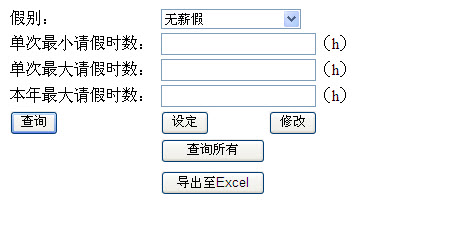 假别： 无薪假
单次最小请假时数： （h）
单次最大请假时数： （h）
本年最大请假时数： （h）
查询 设定 修改
查询所有
导出至Excel